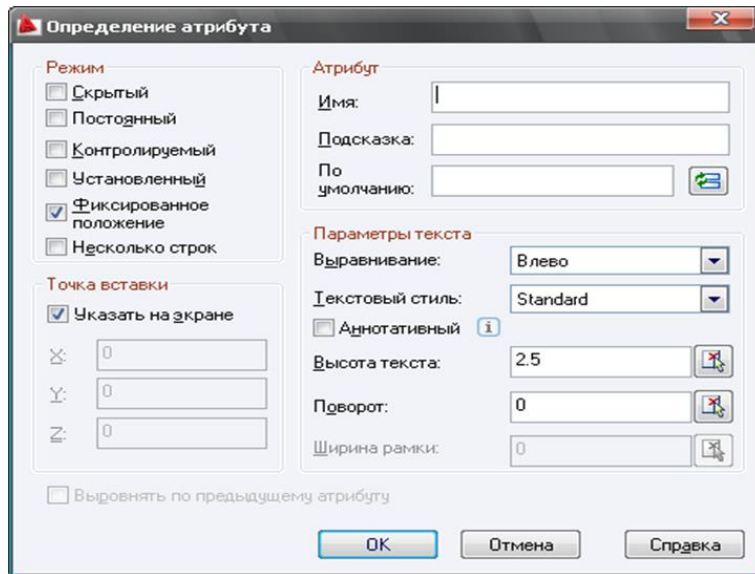 Определение атрибута
Режим
Скрытый
Постоянный
Контролируемый
Установленный
Фиксированное
положение
Несколько строк
Точка вставки
Указать на экране
X: 0
Y: 0
Z: 0
Атрибут
Имя:
Подсказка:
По
умолчанию:
Параметры текста
Выравнивание: Влево
Текстовый стиль: Standard
Аннотативный i
Высота текста: 2.5
Поворот: 0
Ширина рамки: 0
Выровнять по предыдущему атрибуту
OK Отмена Справка